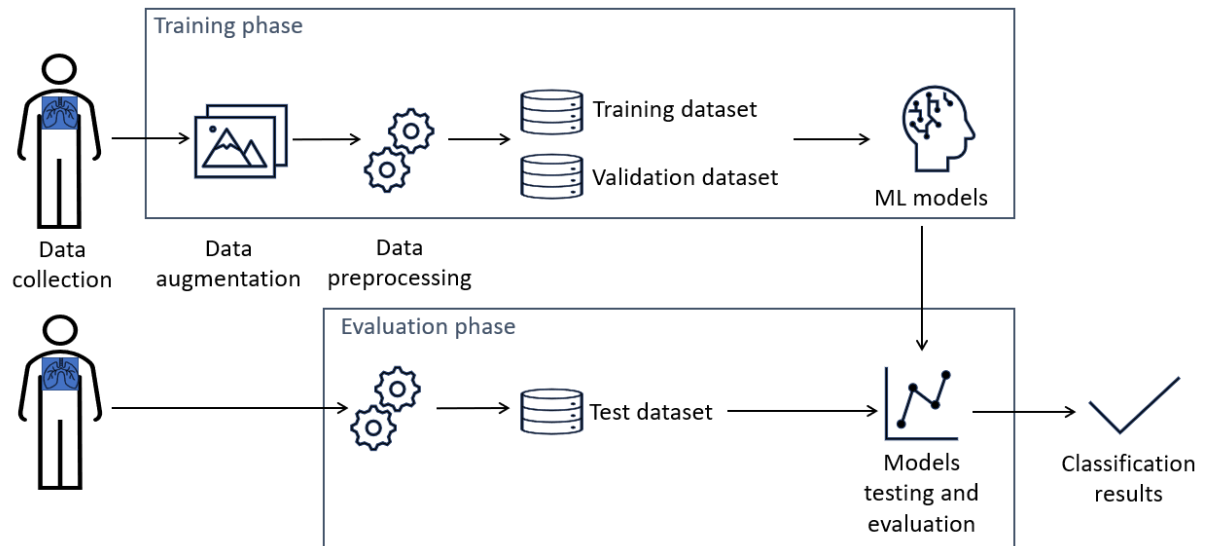 Training phase
Training dataset
Validation dataset
ML models
Data
collection
Data
augmentation
Data
preprocessing
Evaluation phase
Test dataset
Models
testing and
evaluation
Classification
results